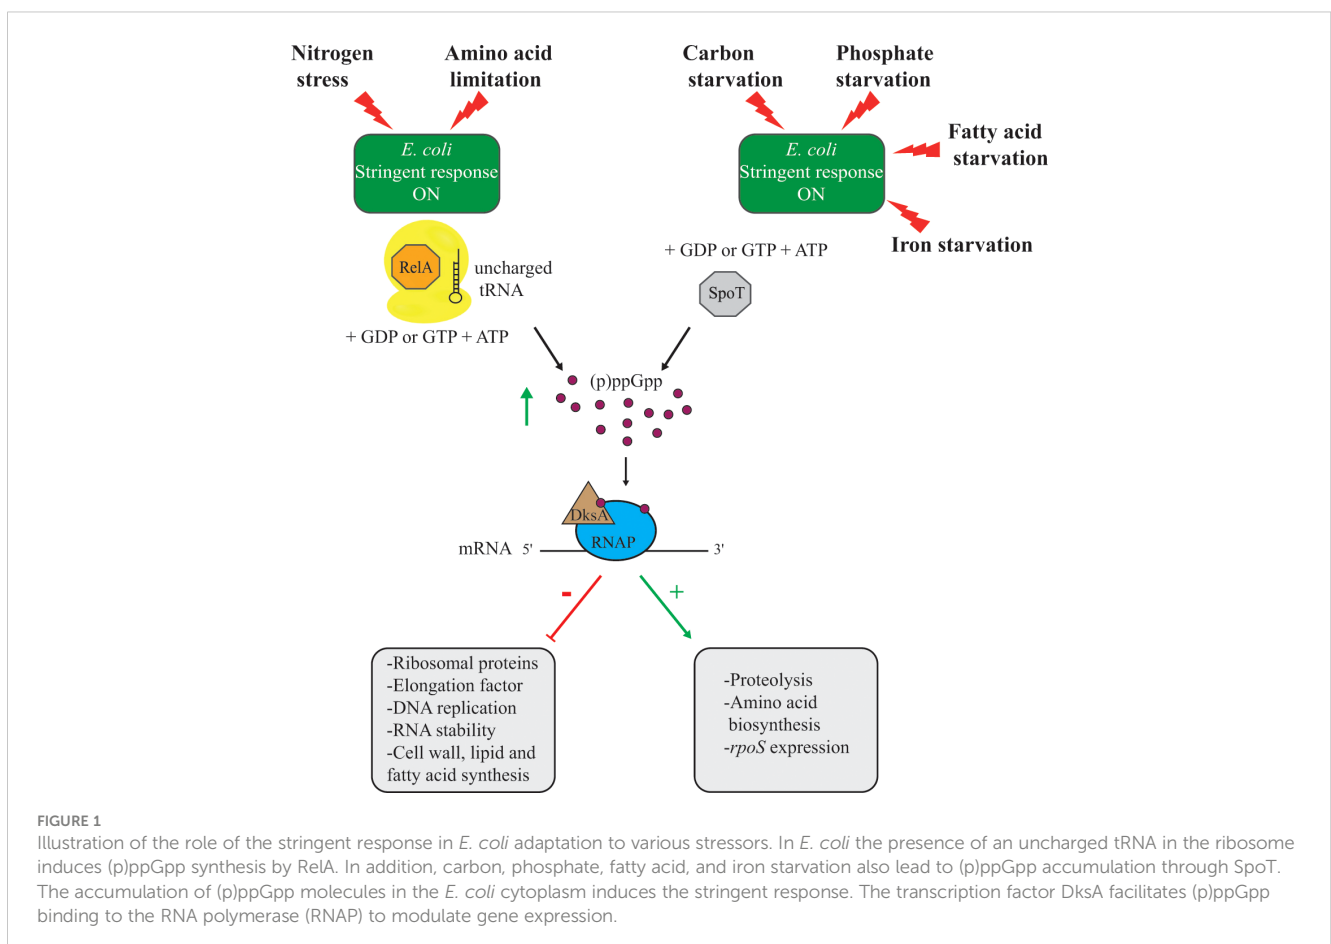 Nitrogen
stress
Amino acid
limitation
E. coli
Stringent response
ON
RelA
uncharged
tRNA
+ GDP or GTP + ATP
Carbon
starvation
Phosphate
starvation
Fatty acid
starvation
Iron starvation
E. coli
Stringent response
ON
+ GDP or GTP + ATP
SpoT
(p)ppGpp
DksA
RNAP
mRNA 5' 3'
-
+
-Ribosomal proteins
-Elongation factor
-DNA replication
-RNA stability
-Cell wall, lipid and
fatty acid synthesis
-Proteolysis
-Amino acid
biosynthesis
-rpoS expression
FIGURE 1
Illustration of the role of the stringent response in E. coli adaptation to various stressors. In E. coli the presence of an uncharged tRNA in the ribosome
induces (p)ppGpp synthesis by RelA. In addition, carbon, phosphate, fatty acid, and iron starvation also lead to (p)ppGpp accumulation through SpoT.
The accumulation of (p)ppGpp molecules in the E. coli cytoplasm induces the stringent response. The transcription factor DksA facilitates (p)ppGpp
binding to the RNA polymerase (RNAP) to modulate gene expression.